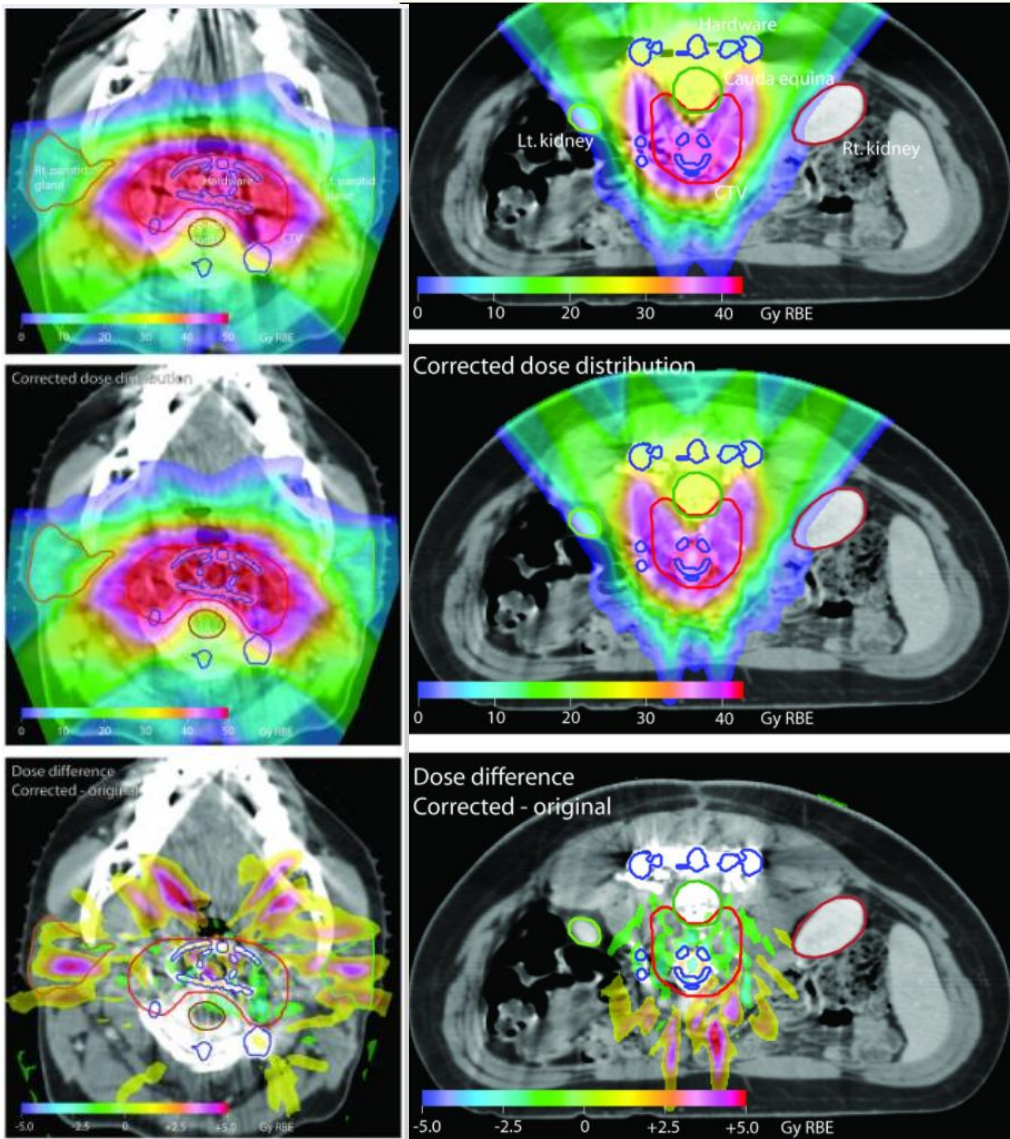 Rt. parotid
gland
Hardware
Lt. parotid
gland
CTV
0 10 20 30 40 50 Gy RBE
Hardware
Cauda equina
Lt. kidney
Rt. kidney
CTV
0 10 20 30 40 Gy RBE
Corrected dose distribution
0 10 20 30 40 50 Gy RBE
Corrected dose distribution
0 10 20 30 40 Gy RBE
Dose difference
Corrected - original
-5.0 -2.5 0 +2.5 +5.0 Gy RBE
Dose difference
Corrected - original
-5.0 -2.5 0 +2.5 +5.0 Gy RBE